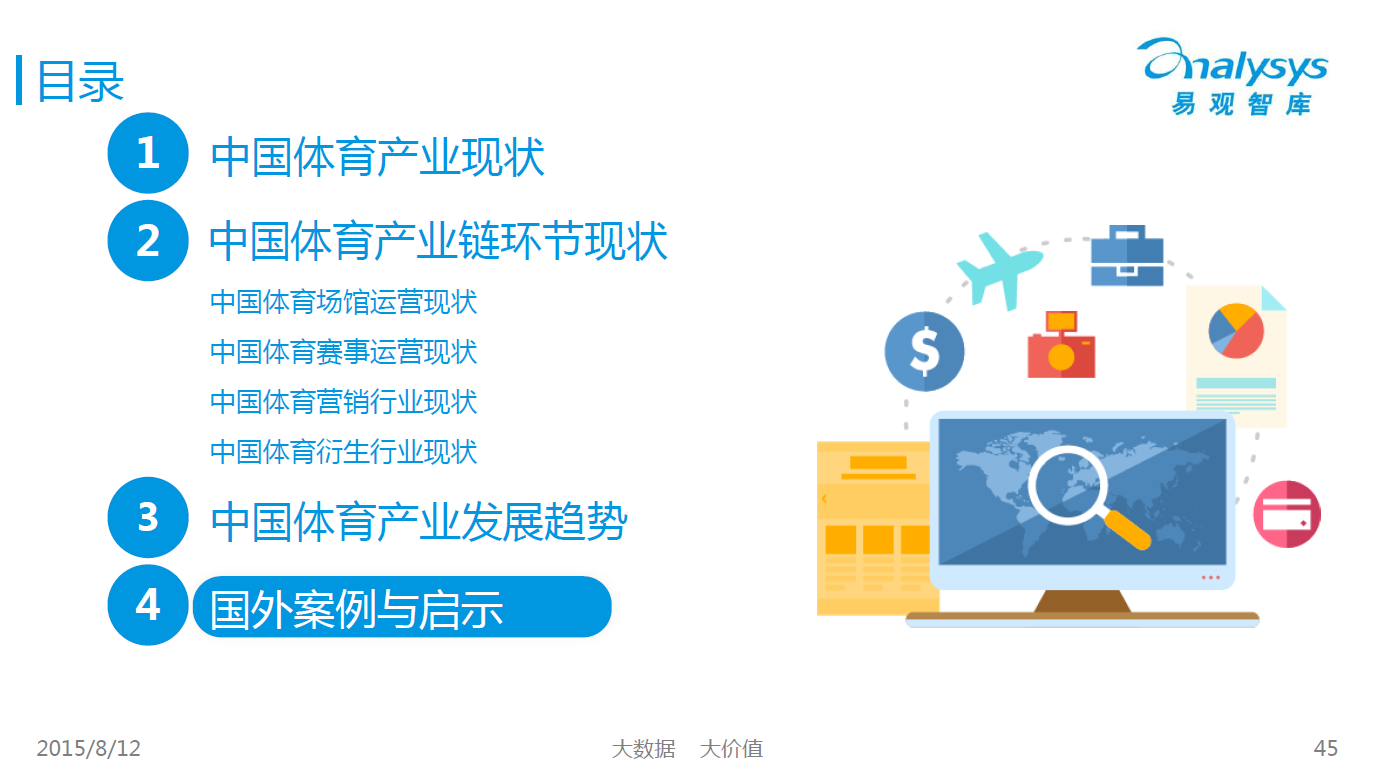 目录
analysys
易观智库
1 中国体育产业现状
2 中国体育产业链环节现状
中国体育场馆运营现状
中国体育赛事运营现状
中国体育营销行业现状
中国体育衍生行业现状
3 中国体育产业发展趋势
4 国外案例与启示
$
2015/8/12 大数据 大价值 45